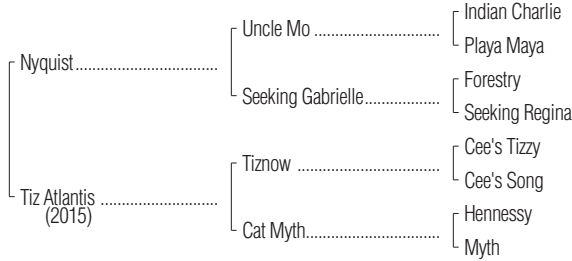 Indian Charlie
Uncle Mo ................................
Playa Maya
Nyquist ....................................
Forestry
Seeking Gabrielle...................
Seeking Regina
Cee's Tizzy
Tiznow ....................................
Cee's Song
Tiz Atlantis ..............................
(2015)
Hennessy
Cat Myth..................................
Myth